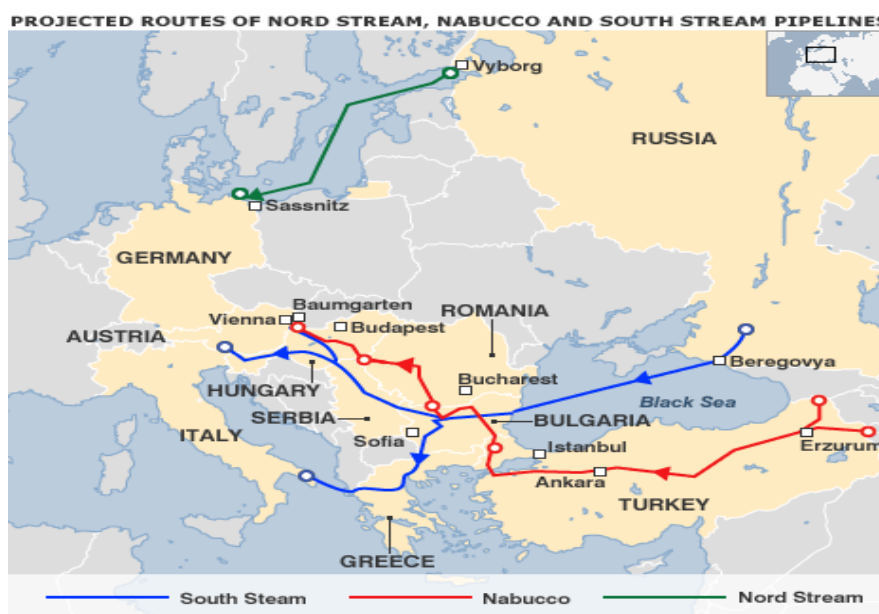 PROJECTED ROUTES OF NORD STREAM, NABUCCO AND SOUTH STREAM PIPELINES
Vyborg
RUSSIA
Sassnitz
GERMANY
Baumgarten
Vienna
ROMANIA
Budapest
AUSTRIA
Beregovya
HUNGARY
Bucharest
Black Sea
SERBIA
BULGARIA
ITALY
Sofia
Istanbul
Erzurum
Ankara
TURKEY
GREECE
South Steam
Nabucco
Nord Stream